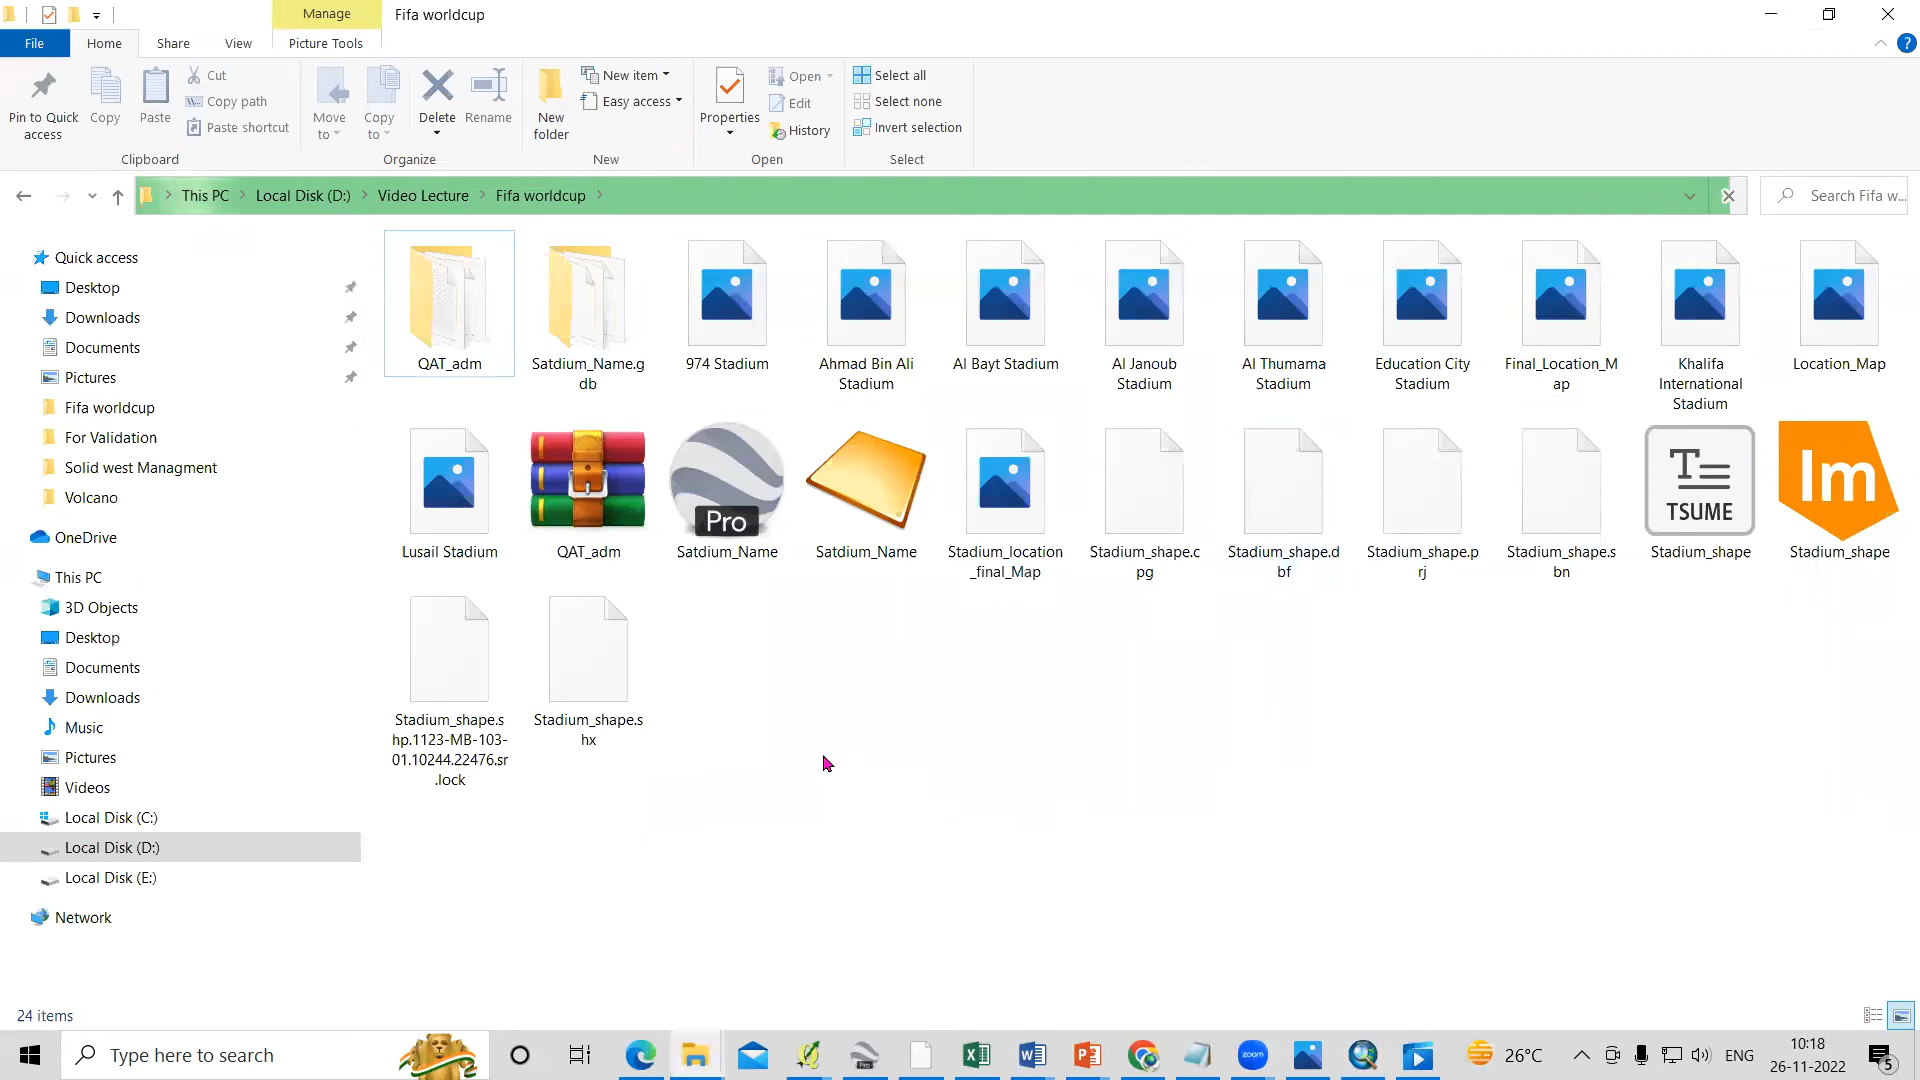 Manage
Fifa worldcup
File
Home
Share
View
Picture Tools
?
Pin to Quick
access
Copy
Paste
Cut
Copy path
Paste shortcut
Clipboard
Move
to
Copy
to
Delete
Rename
Organize
New
folder
New item
Easy access
New
Properties
Open
Edit
History
Open
Select all
Select none
Invert selection
Select
This PC
Local Disk (D:)
Video Lecture
Fifa worldcup
Search Fifa w...
Quick access
Desktop
Downloads
Documents
Pictures
Fifa worldcup
For Validation
Solid west Managment
Volcano
OneDrive
This PC
3D Objects
Desktop
Documents
Downloads
Music
Pictures
Videos
Local Disk (C:)
Local Disk (D:)
Local Disk (E:)
Network
QAT_adm
Satdium_Name.g
db
974 Stadium
Ahmad Bin Ali
Stadium
Al Bayt Stadium
Al Janoub
Stadium
Al Thumama
Stadium
Education City
Stadium
Final_Location_M
ap
Khalifa
International
Stadium
Location_Map
Lusail Stadium
QAT_adm
Pro
Satdium_Name
Satdium_Name
Stadium_location
_final_Map
Stadium_shape.c
pg
Stadium_shape.d
bf
Stadium_shape.p
rj
Stadium_shape.s
bn
T
TSUME
Stadium_shape
Im
Stadium_shape
Stadium_shape.s
hp.1123-MB-103-
01.10244.22476.sr
.lock
Stadium_shape.s
hx
24 items
Type here to search
Pro
zoom
26°C
ENG
10:18
26-11-2022
5